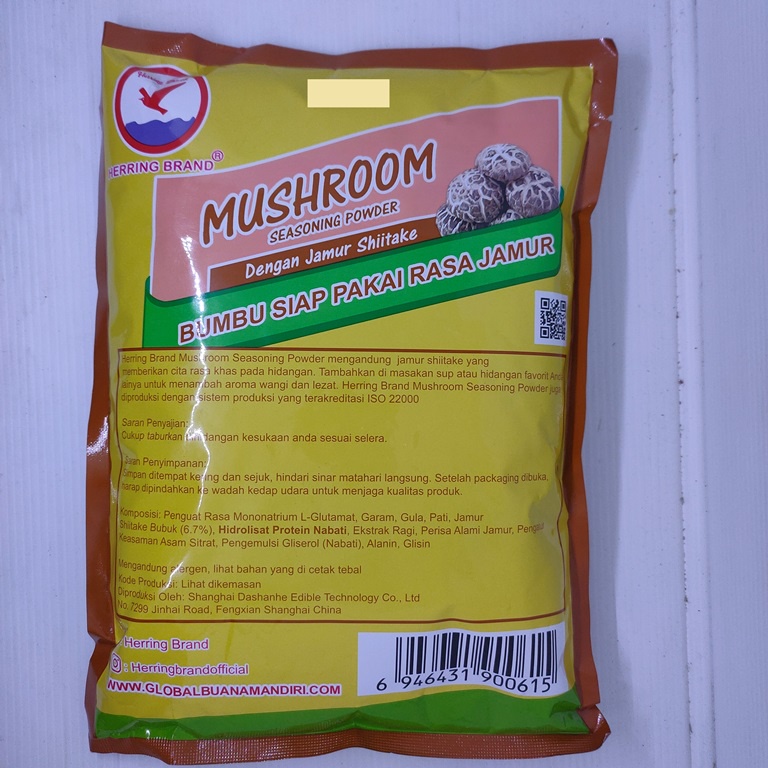 HERRING BRAND®
MUSHROOM
SEASONING POWDER
Dengan Jamur Shiitake
BUMBU SIAP PAKAI RASA JAMUR
Herring Brand Mushroom Seasoning Powder mengandung jamur shiitake yang
memberikan cita rasa khas pada hidangan. Tambahkan di masakan sup atau hidangan favorit
lainya untuk menambah aroma wangi dan lezat. Herring Brand Mushroom Seasoning Powder juga
diproduksi dengan sistem produksi yang terakreditasi ISO 22000
Saran Penyajian:
Cukup taburkan hidangan kesukaan anda sesuai selera.
Saran Penyimpanan:
Simpan ditempat kering dan sejuk, hindari sinar matahari langsung. Setelah packaging dibuka,
harap dipindahkan ke wadah kedap udara untuk menjaga kualitas produk.
Komposisi: Penguat Rasa Mononatrium L-Glutamat, Garam, Gula, Pati, Jamur
Shiitake Bubuk (6.7%), Hidrolisat Protein Nabati, Ekstrak Ragi, Perisa Alami Jamur, Pengatur
Keasaman Asam Sitrat, Pengemulsi Gliserol (Nabati), Alanin, Glisin
Mengandung alergen, lihat bahan yang di cetak tebal
Kode Produksi: Lihat dikemasan
Diproduksi Oleh: Shanghai Dashanhe Edible Technology Co., Ltd
No. 7299 Jinhai Road, Fengxian Shanghai China
Herring Brand
: Herringbrandofficial
WWW.GLOBALBUANAMANDIRI.COM
6 946431 900615